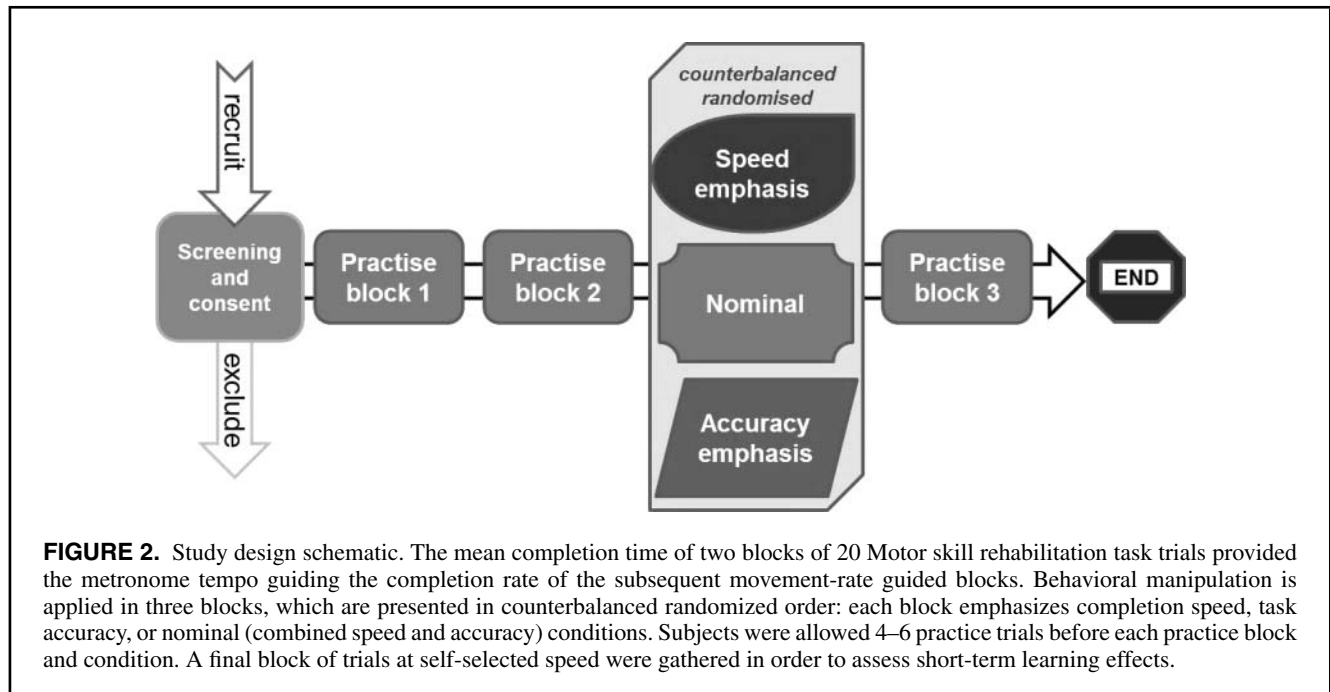 recruit
Screening
and
consent
exclude
Practise
block 1
Practise
block 2
counterbalanced
randomised
Speed
emphasis
Nominal
Accuracy
emphasis
Practise
block 3
END
FIGURE 2. Study design schematic. The mean completion time of two blocks of 20 Motor skill rehabilitation task trials provided
the metronome tempo guiding the completion rate of the subsequent movement-rate guided blocks. Behavioral manipulation is
applied in three blocks, which are presented in counterbalanced randomized order: each block emphasizes completion speed, task
accuracy, or nominal (combined speed and accuracy) conditions. Subjects were allowed 4–6 practice trials before each practice block
and condition. A final block of trials at self-selected speed were gathered in order to assess short-term learning effects.